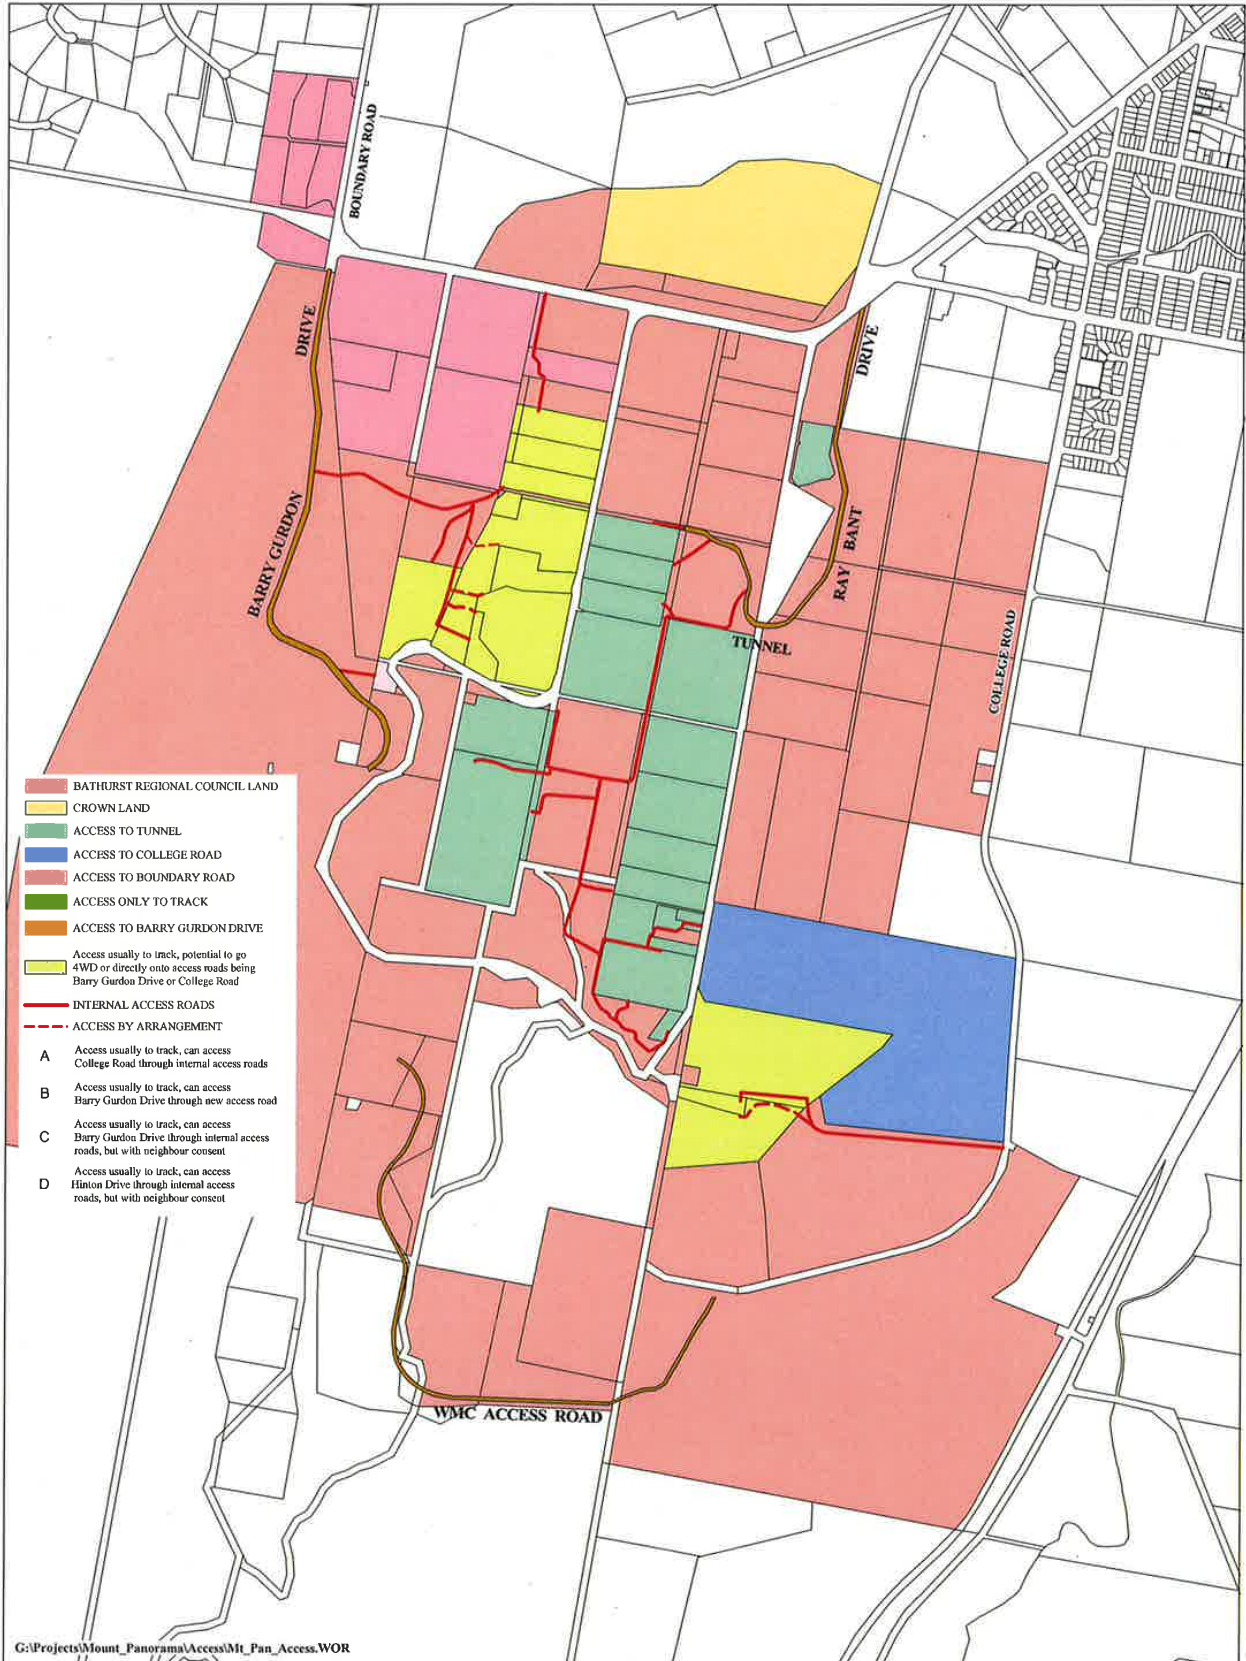 BOUNDARY ROAD
DRIVE
DRIVE
BARRY GURDON
RAY BANT
TUNNEL
COLLEGE ROAD
BATHURST REGIONAL COUNCIL LAND
CROWN LAND
ACCESS TO TUNNEL
ACCESS TO COLLEGE ROAD
ACCESS TO BOUNDARY ROAD
ACCESS ONLY TO TRACK
ACCESS TO BARRY GURDON DRIVE
Access usually to track, potential to go
4WD or directly onto access roads being
Barry Gurdon Drive or College Road
INTERNAL ACCESS ROADS
ACCESS BY ARRANGEMENT
A Access usually to track, can access
College Road through internal access roads
B Access usually to track, can access
Barry Gurdon Drive through new access road
C Access usually to track, can access
Barry Gurdon Drive through internal access
roads, but with neighbour consent
D Access usually to track, can access
Hinton Drive through internal access
roads, but with neighbour consent
WMC ACCESS ROAD
G:\Projects\Mount_Panorama\Access\Mt_Pan_Access.WOR